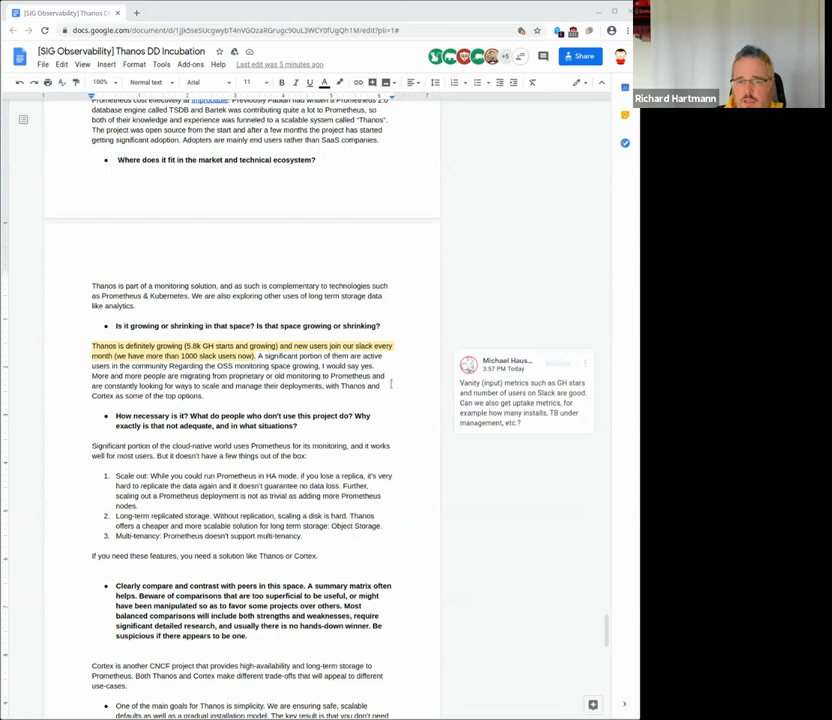 [SIG Observability] Thanos D
docs.google.com/document/d/1jjk5se5UcgwybT4nVGOzaRGrugc90uL3WCY0fUgQh1M/edit?pli=1#
[SIG Observability] Thanos DD Incubation
File Edit View Insert Format Tools Add-ons Help Last edit was 2 minutes ago
+5
Share
100% Normal text Arial 11
Richard Hartmann
Prometheus cost effectively at Improbable. Previously Fabian had written a Prometheus 2.0
database engine called TSDB and Bartek was contributing quite a lot to Prometheus, so
both of their knowledge and experience was funneled to a scalable system called "Thanos".
The project was open source from the start and after a few months the project has started
getting significant adoption. Adopters are mainly end users rather than SaaS companies.
● Where does it fit in the market and technical ecosystem?
Thanos is part of a monitoring solution, and as such is complementary to technologies such
as Prometheus & Kubernetes. We are also exploring other uses of long term storage data
like analytics.
● Is it growing or shrinking in that space? Is that space growing or shrinking?
Thanos is definitely growing (5.8k GH starts and growing) and new users join our slack every
month (we have more than 1000 slack users now). A significant portion of them are active
users in the community Regarding the OSS monitoring space growing, I would say yes.
More and more people are migrating from proprietary or old monitoring to Prometheus and
are constantly looking for ways to scale and manage their deployments, with Thanos and
Cortex as some of the top options.
● How necessary is it? What do people who don't use this project do? Why
exactly is that not adequate, and in what situations?
Significant portion of the cloud-native world uses Prometheus for its monitoring, and it works
well for most users. But it doesn't have a few things out of the box:
1. Scale out: While you could run Prometheus in HA mode, if you lose a replica, it's very
hard to replicate the data again and it doesn't guarantee no data loss. Further,
scaling out a Prometheus deployment is not as trivial as adding more Prometheus
nodes.
2. Long-term replicated storage. Without replication, scaling a disk is hard. Thanos
offers a cheaper and more scalable solution for long term storage: Object Storage.
3. Multi-tenancy: Prometheus doesn't support multi-tenancy.
If you need these features, you need a solution like Thanos or Cortex.
● Clearly compare and contrast with peers in this space. A summary matrix often
helps. Beware of comparisons that are too superficial to be useful, or might
have been manipulated so as to favor some projects over others. Most
balanced comparisons will include both strengths and weaknesses, require
significant detailed research, and usually there is no hands-down winner. Be
suspicious if there appears to be one.
Cortex is another CNCF project that provides high-availability and long-term storage to
Prometheus. Both Thanos and Cortex make different trade-offs that will appeal to different
use-cases.
● One of the main goals for Thanos is simplicity. We are ensuring safe, scalable
defaults as well as a gradual installation model. The key result is that you don't need
Michael Haus...
3:57 PM Today
Vanity (input) metrics such as GH stars
and number of users on Slack are good.
Can we also get uptake metrics, for
example how many installs, TB under
management, etc.?